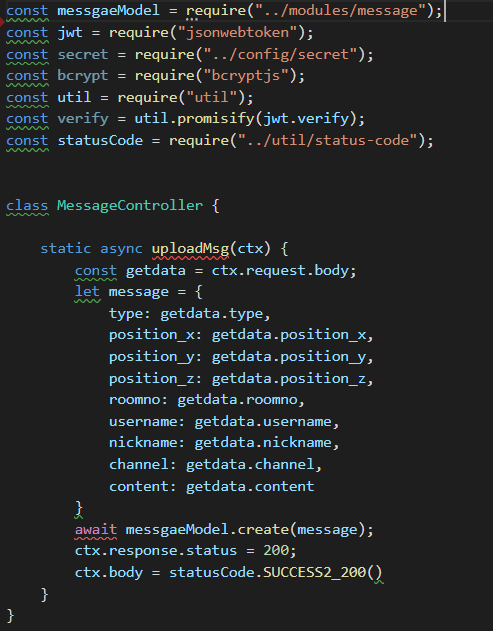 const messgaeModel = require("../modules/message");
const jwt = require("jsonwebtoken");
const secret = require("../config/secret");
const bcrypt = require("bcryptjs");
const util = require("util");
const verify = util.promisify(jwt.verify);
const statusCode = require("../util/status-code");
class MessageController {
static async uploadMsg(ctx) {
const getdata = ctx.request.body;
let message = {
type: getdata.type,
position_x: getdata.position_x,
position_y: getdata.position_y,
position_z: getdata.position_z,
roomno: getdata.roomno,
username: getdata.username,
nickname: getdata.nickname,
channel: getdata.channel,
content: getdata.content
}
await messgaeModel.create(message);
ctx.response.status = 200;
ctx.body = statusCode.SUCCESS2_200()
}
}